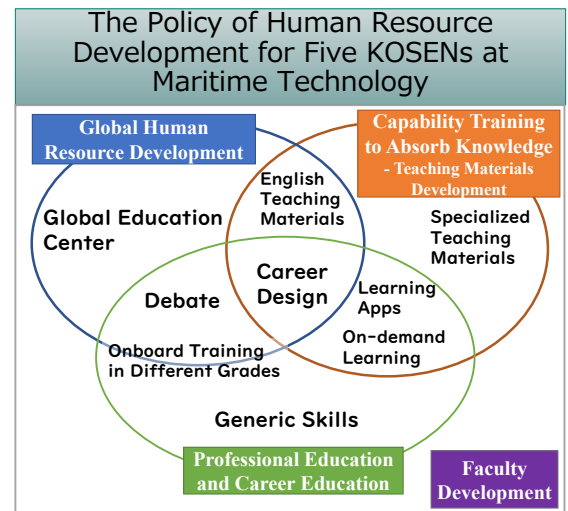 The Policy of Human Resource
Development for Five KOSENs at
Maritime Technology
Global Human
Resource Development
Capability Training
to Absorb Knowledge
- Teaching Materials
Development
English
Teaching
Materials
Global Education
Center
Specialized
Teaching
Materials
Career
Design
Debate
Learning
Apps
On-demand
Learning
Onboard Training
in Different Grades
Generic Skills
Professional Education
and Career Education
Faculty
Development